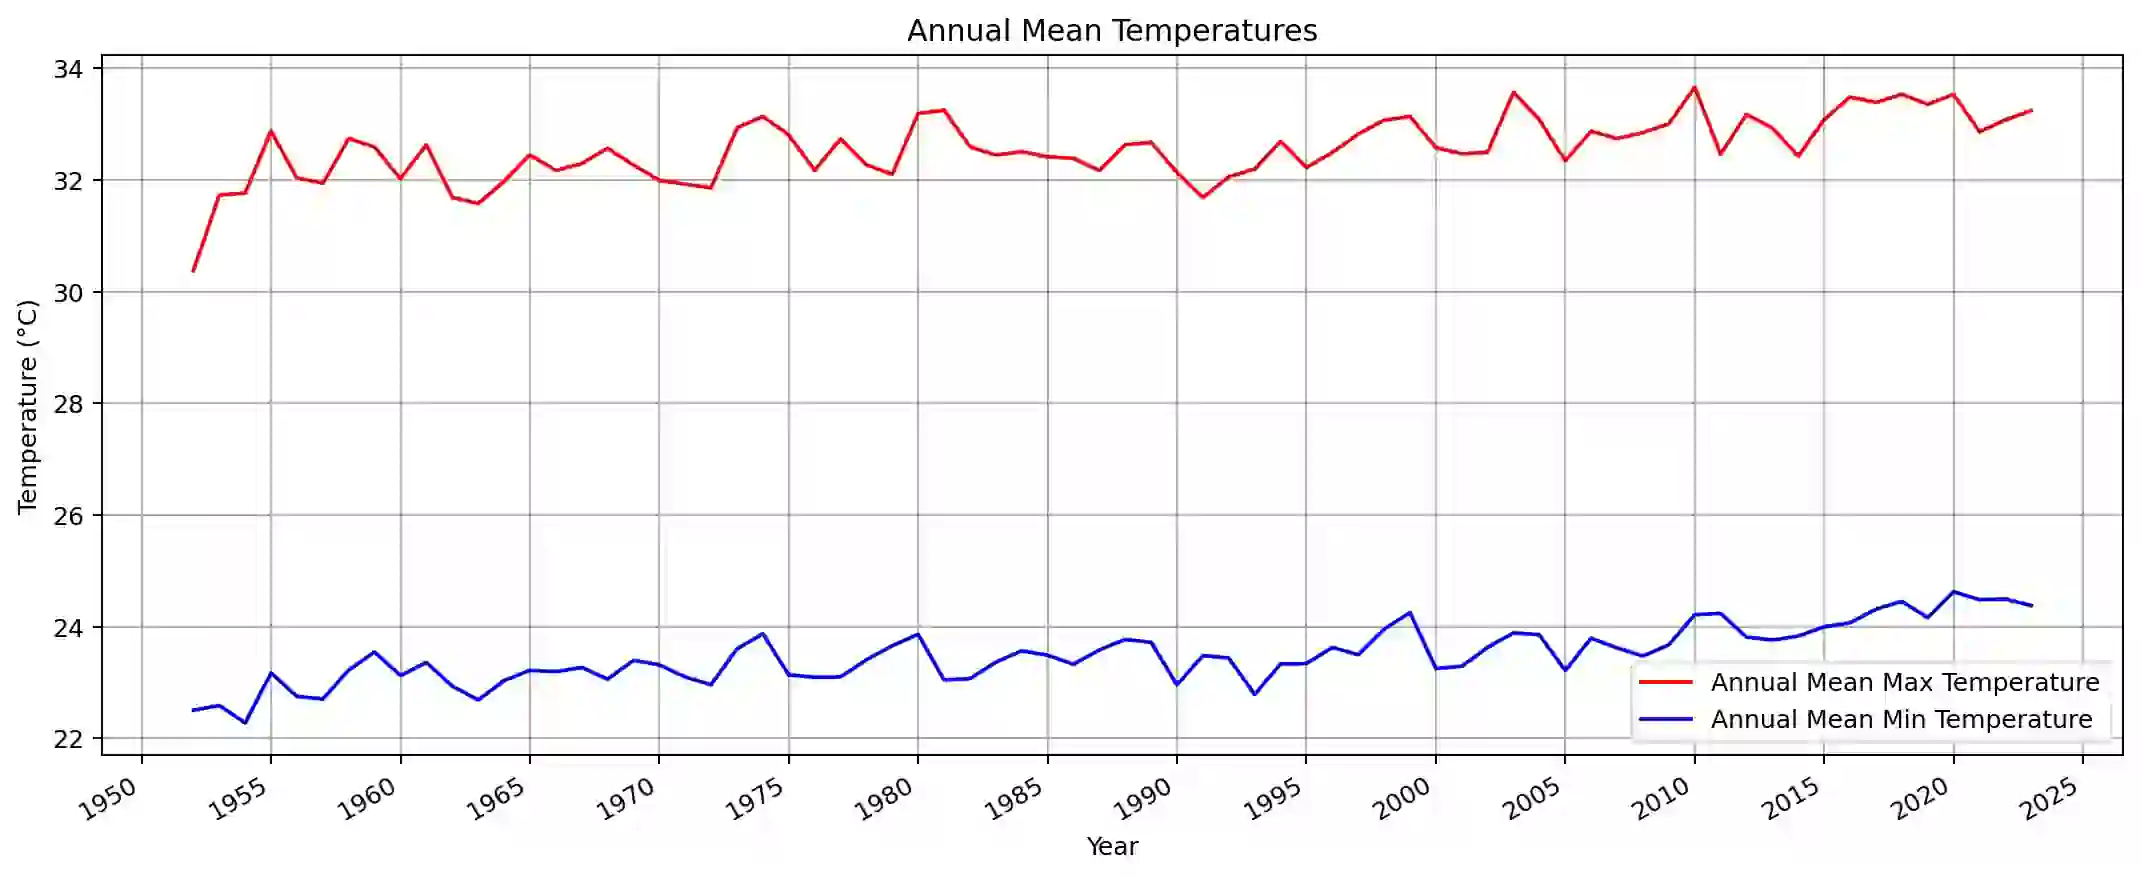 Annual Mean Temperatures
34
32
30
28
26
24
22
Temperature (°C)
Annual Mean Max Temperature
Annual Mean Min Temperature
1950 1955 1960 1965 1970 1975 1980 1985 1990 1995 2000 2005 2010 2015 2020 2025
Year